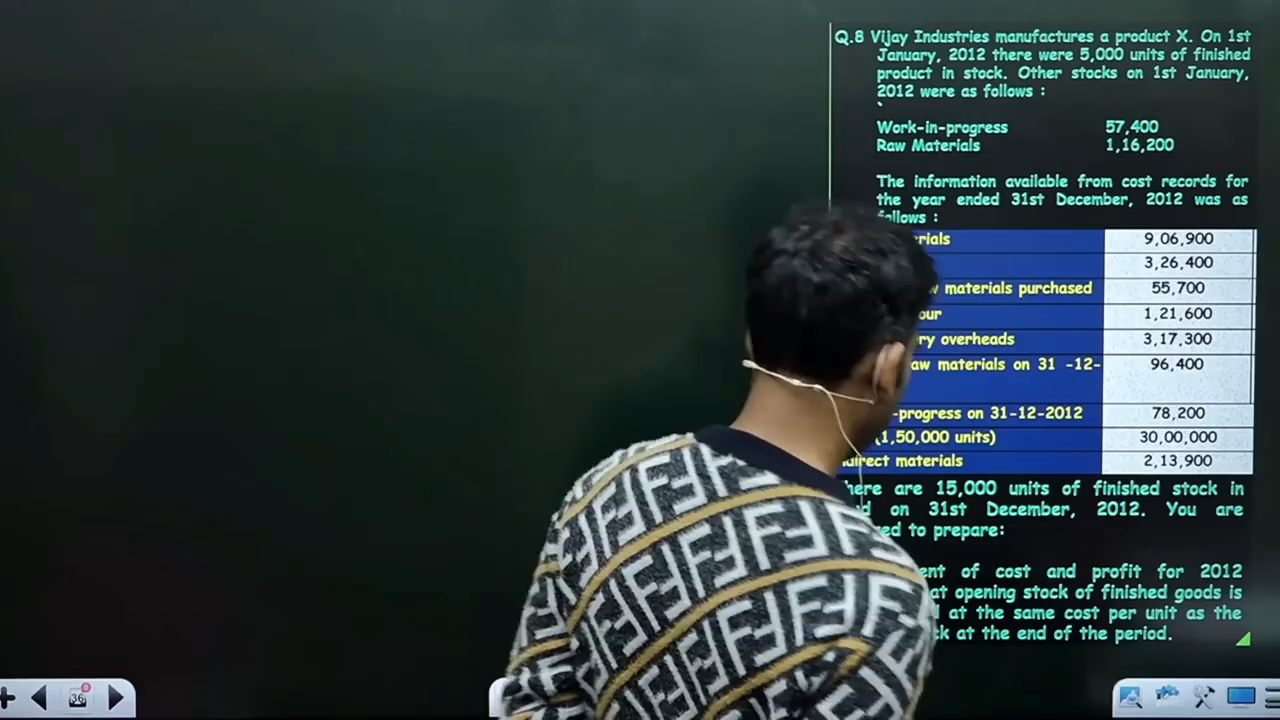 Q.8 Vijay Industries manufactures a product X. On 1st
January, 2012 there were 5,000 units of finished
product in stock. Other stocks on 1st January,
2012 were as follows :
`
Work-in-progress 57,400
Raw Materials 1,16,200
The information available from cost records for
the year ended 31st December, 2012 was as
follows :
9,06,900
3,26,400
materials purchased 55,700
1,21,600
overheads 3,17,300
materials on 31 -12- 96,400
-progress on 31-12-2012 78,200
(1,50,000 units) 30,00,000
materials 2,13,900
are 15,000 units of finished stock in
on 31st December, 2012. You are
to prepare:
of cost and profit for 2012
at opening stock of finished goods is
at the same cost per unit as the
at the end of the period.
36